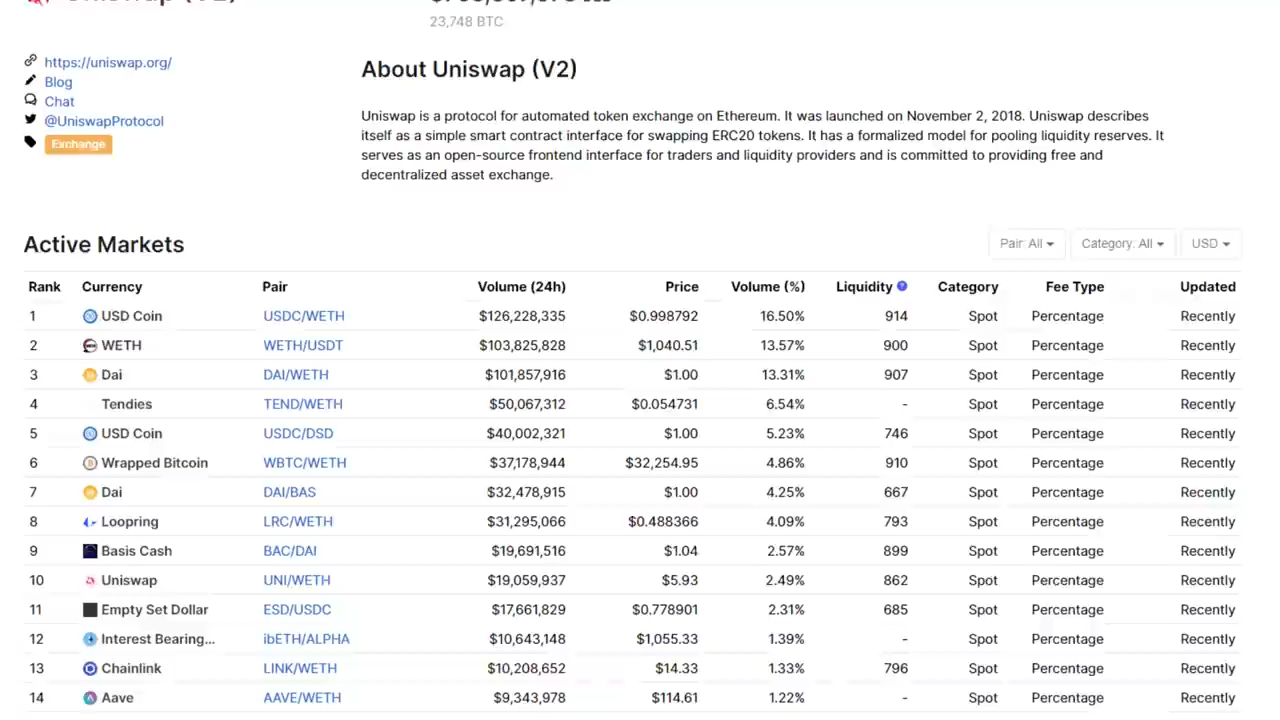 Uniswap (V2)
23,748 BTC
https://uniswap.org/
Blog
Chat
@UniswapProtocol
Exchange
About Uniswap (V2)
Uniswap is a protocol for automated token exchange on Ethereum. It was launched on November 2, 2018. Uniswap describes
itself as a simple smart contract interface for swapping ERC20 tokens. It has a formalized model for pooling liquidity reserves. It
serves as an open-source frontend interface for traders and liquidity providers and is committed to providing free and
decentralized asset exchange.
Active Markets
Pair: All Category: All USD
Rank Currency Pair Volume (24h) Price Volume (%) Liquidity ? Category Fee Type Updated
1 USD Coin USDC/WETH $126,228,335 $0.998792 16.50% 914 Spot Percentage Recently
2 WETH WETH/USDT $103,825,828 $1,040.51 13.57% 900 Spot Percentage Recently
3 Dai DAI/WETH $101,857,916 $1.00 13.31% 907 Spot Percentage Recently
4 Tendies TEND/WETH $50,067,312 $0.054731 6.54% - Spot Percentage Recently
5 USD Coin USDC/DSD $40,002,321 $1.00 5.23% 746 Spot Percentage Recently
6 Wrapped Bitcoin WBTC/WETH $37,178,944 $32,254.95 4.86% 910 Spot Percentage Recently
7 Dai DAI/BAS $32,478,915 $1.00 4.25% 667 Spot Percentage Recently
8 Loopring LRC/WETH $31,295,066 $0.488366 4.09% 793 Spot Percentage Recently
9 Basis Cash BAC/DAI $19,691,516 $1.04 2.57% 899 Spot Percentage Recently
10 Uniswap UNI/WETH $19,059,937 $5.93 2.49% 862 Spot Percentage Recently
11 Empty Set Dollar ESD/USDC $17,661,829 $0.778901 2.31% 685 Spot Percentage Recently
12 Interest Bearing... ibETH/ALPHA $10,643,148 $1,055.33 1.39% - Spot Percentage Recently
13 Chainlink LINK/WETH $10,208,652 $14.33 1.33% 796 Spot Percentage Recently
14 Aave AAVE/WETH $9,343,978 $114.61 1.22% - Spot Percentage Recently